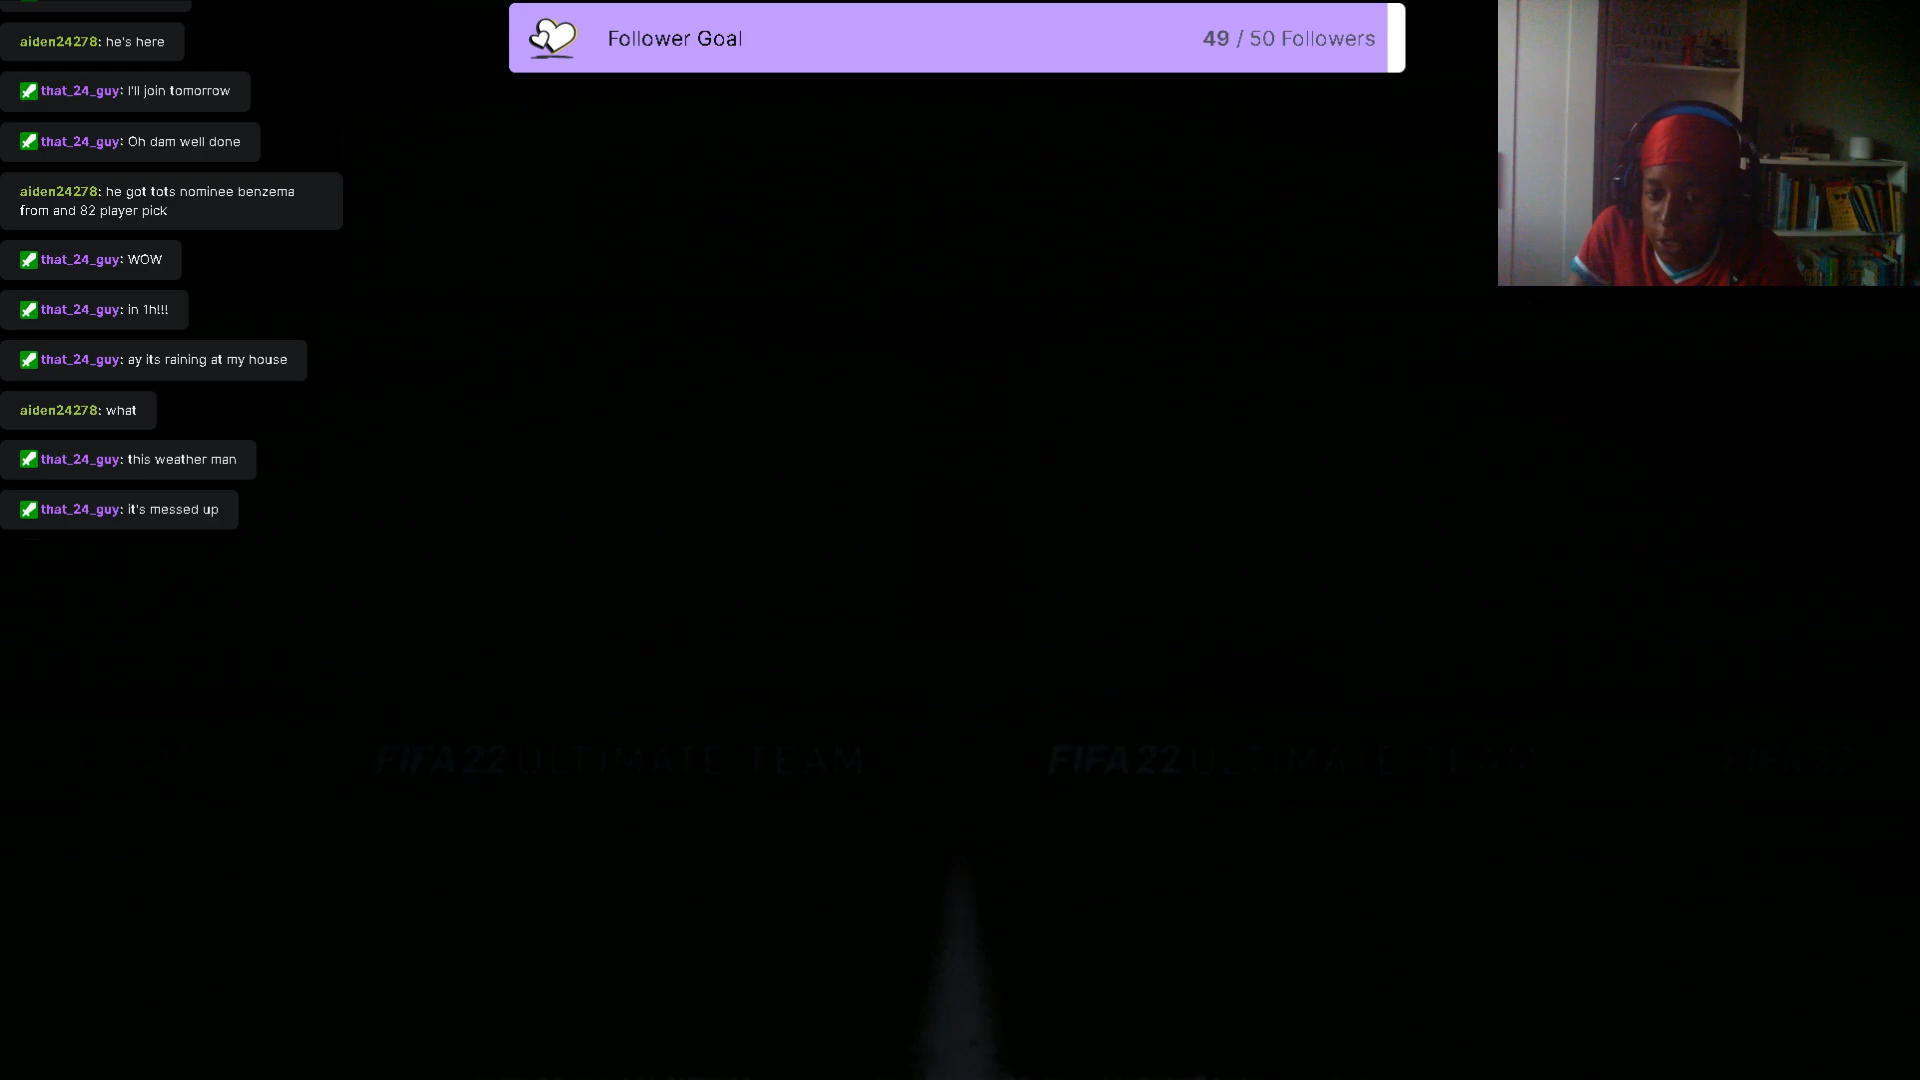 aiden24278: he's here
that_24_guy: I'll join tomorrow
that_24_guy: Oh dam well done
aiden24278: he got tots nominee benzema
from and 82 player pick
that_24_guy: WOW
that_24_guy: in 1h!!!
that_24_guy: ay its raining at my house
aiden24278: what
that_24_guy: this weather man
that_24_guy: it's messed up
Follower Goal
49 / 50 Followers
FIFA 22 ULTIMATE TEAM
FIFA 22 ULTIMATE TEAM
FIFA 22